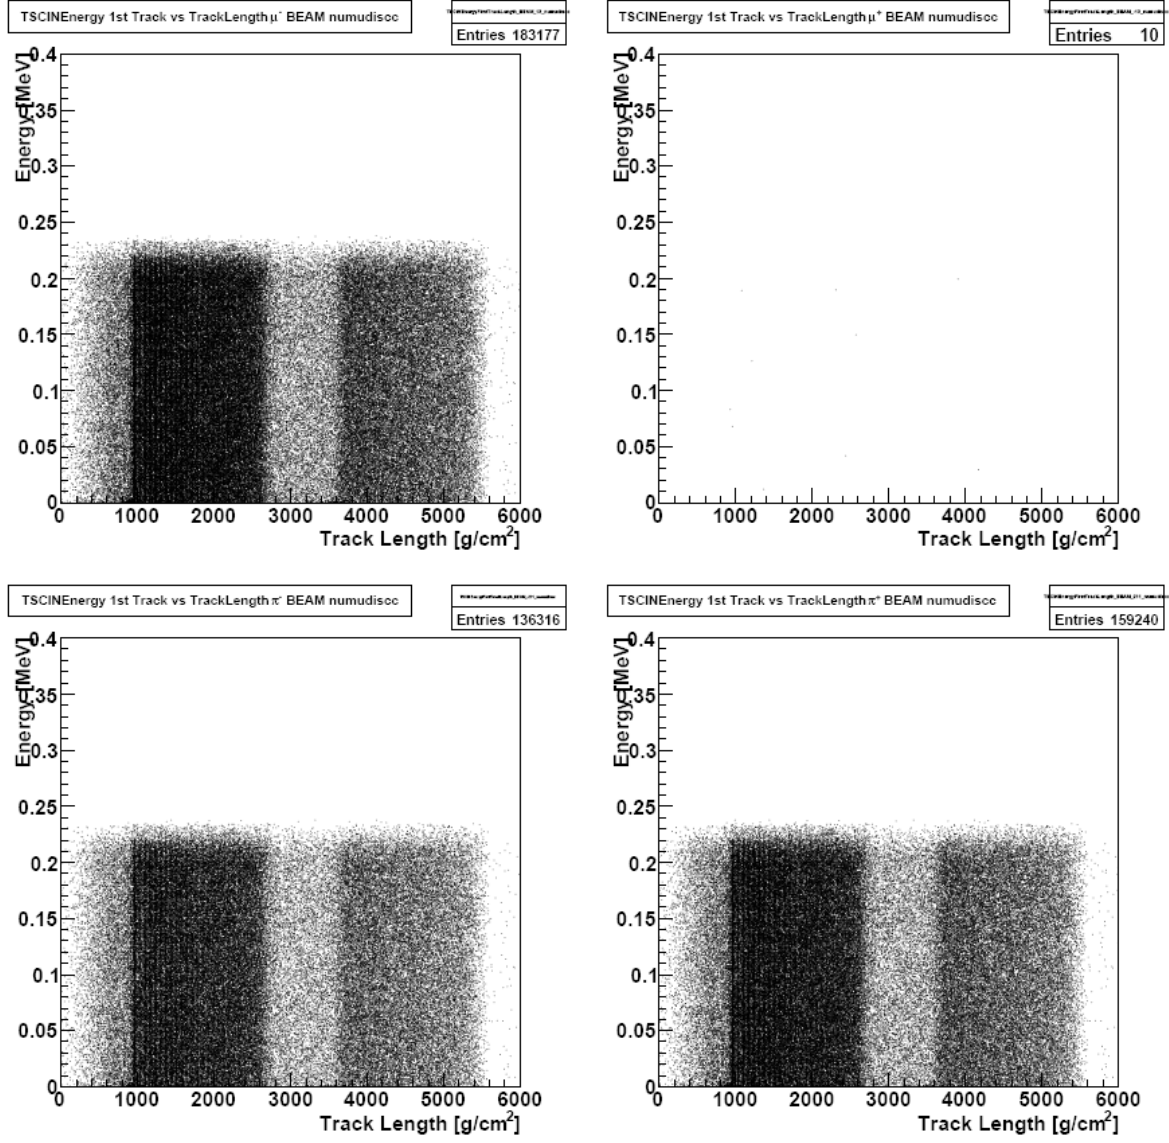 TSCINEnergy 1st Track vs TrackLength μ⁻ BEAM numudiscc
Entries 183177
Energy [MeV]
0.4
0.35
0.3
0.25
0.2
0.15
0.1
0.05
0
0 1000 2000 3000 4000 5000 6000
Track Length [g/cm²]
TSCINEnergy 1st Track vs TrackLength μ⁺ BEAM numudiscc
Entries 10
Energy [MeV]
0.4
0.35
0.3
0.25
0.2
0.15
0.1
0.05
0
0 1000 2000 3000 4000 5000 6000
Track Length [g/cm²]
TSCINEnergy 1st Track vs TrackLength π⁻ BEAM numudiscc
Entries 136316
Energy [MeV]
0.4
0.35
0.3
0.25
0.2
0.15
0.1
0.05
0
0 1000 2000 3000 4000 5000 6000
Track Length [g/cm²]
TSCINEnergy 1st Track vs TrackLength π⁺ BEAM numudiscc
Entries 159240
Energy [MeV]
0.4
0.35
0.3
0.25
0.2
0.15
0.1
0.05
0
0 1000 2000 3000 4000 5000 6000
Track Length [g/cm²]